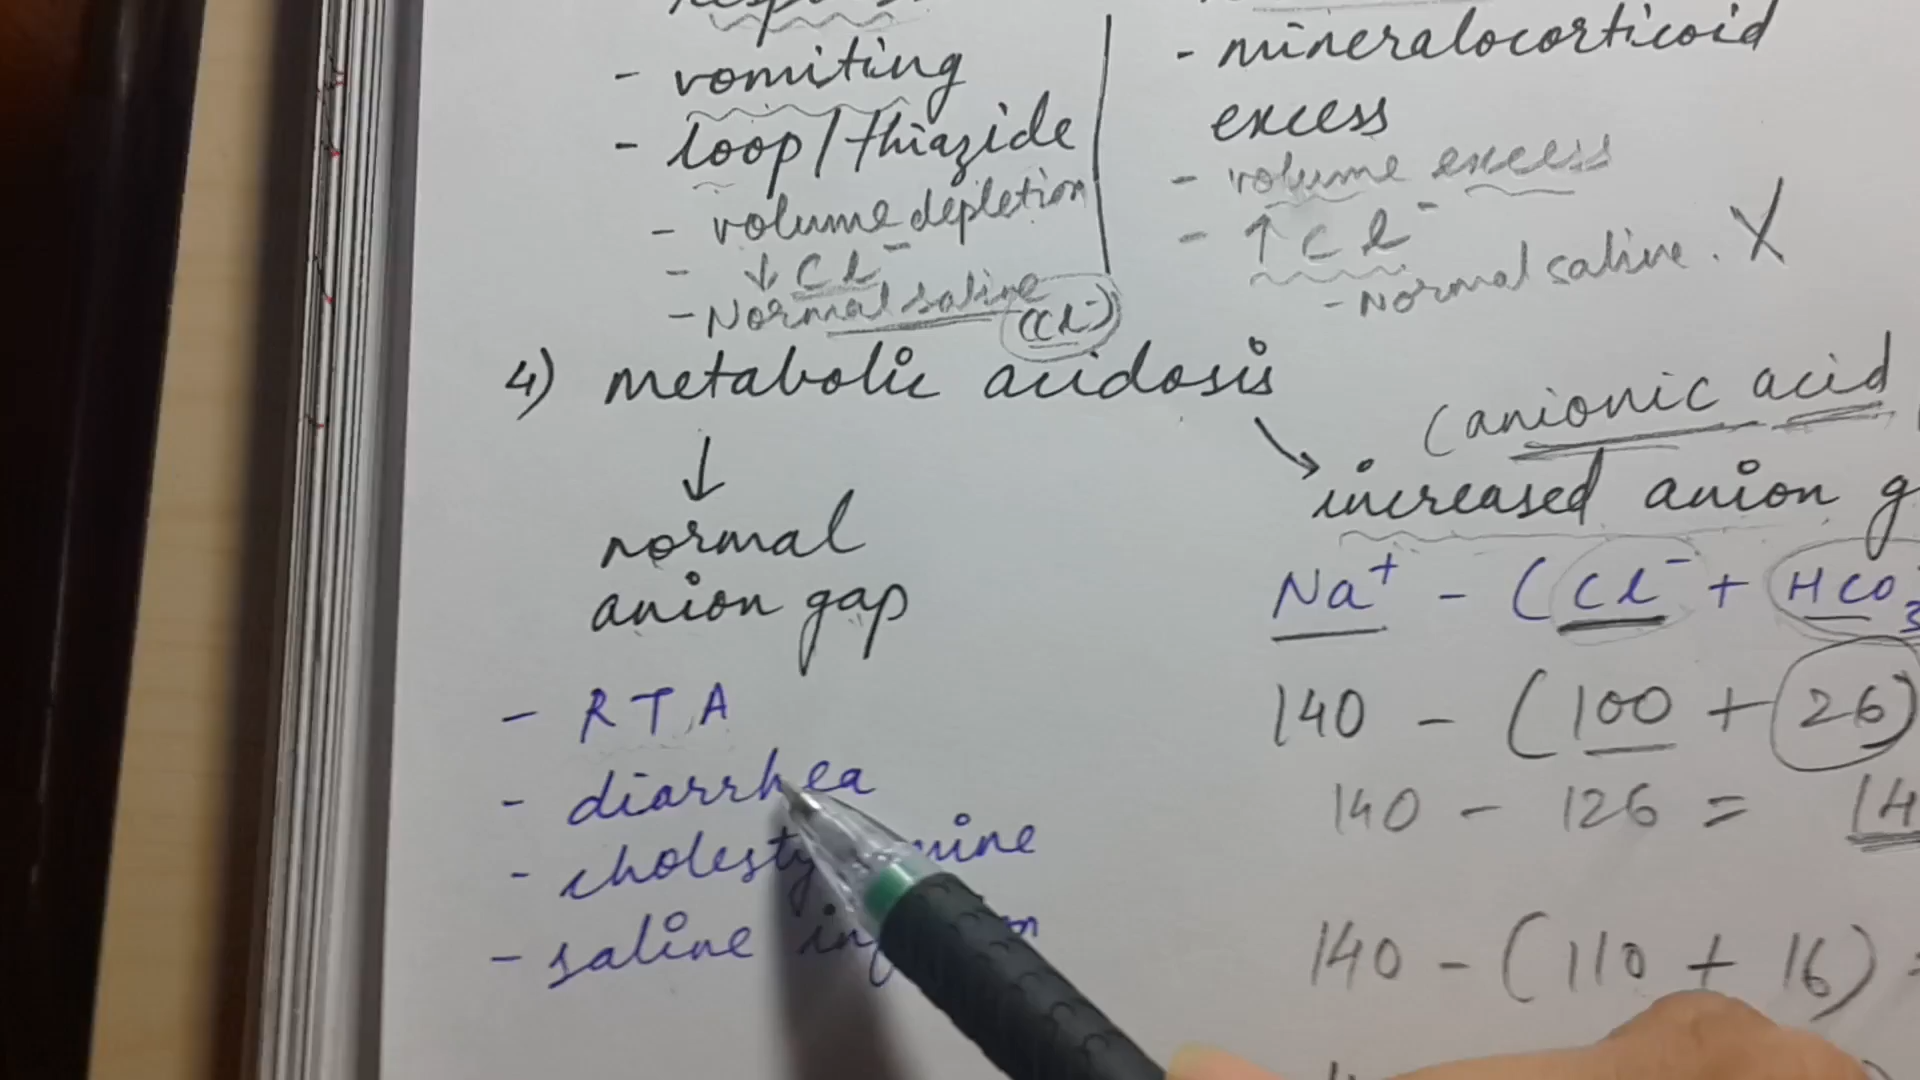 - vomiting
- loop/thiazide
- volume depletion
- ↓ Cl⁻
- Normal saline (Cl⁻)
- mineralocorticoid
excess
- volume excess
- ↑ Cl⁻
- Normal saline. X
4) metabolic acidosis
↓
normal
anion gap
- RTA
- diarrhea
-
- saline
(anionic acid
increased anion
Na⁺ - (Cl⁻ + HCO₃
140 - (100 + 26)
140 - 126 = 14
140 - (110 + 16)